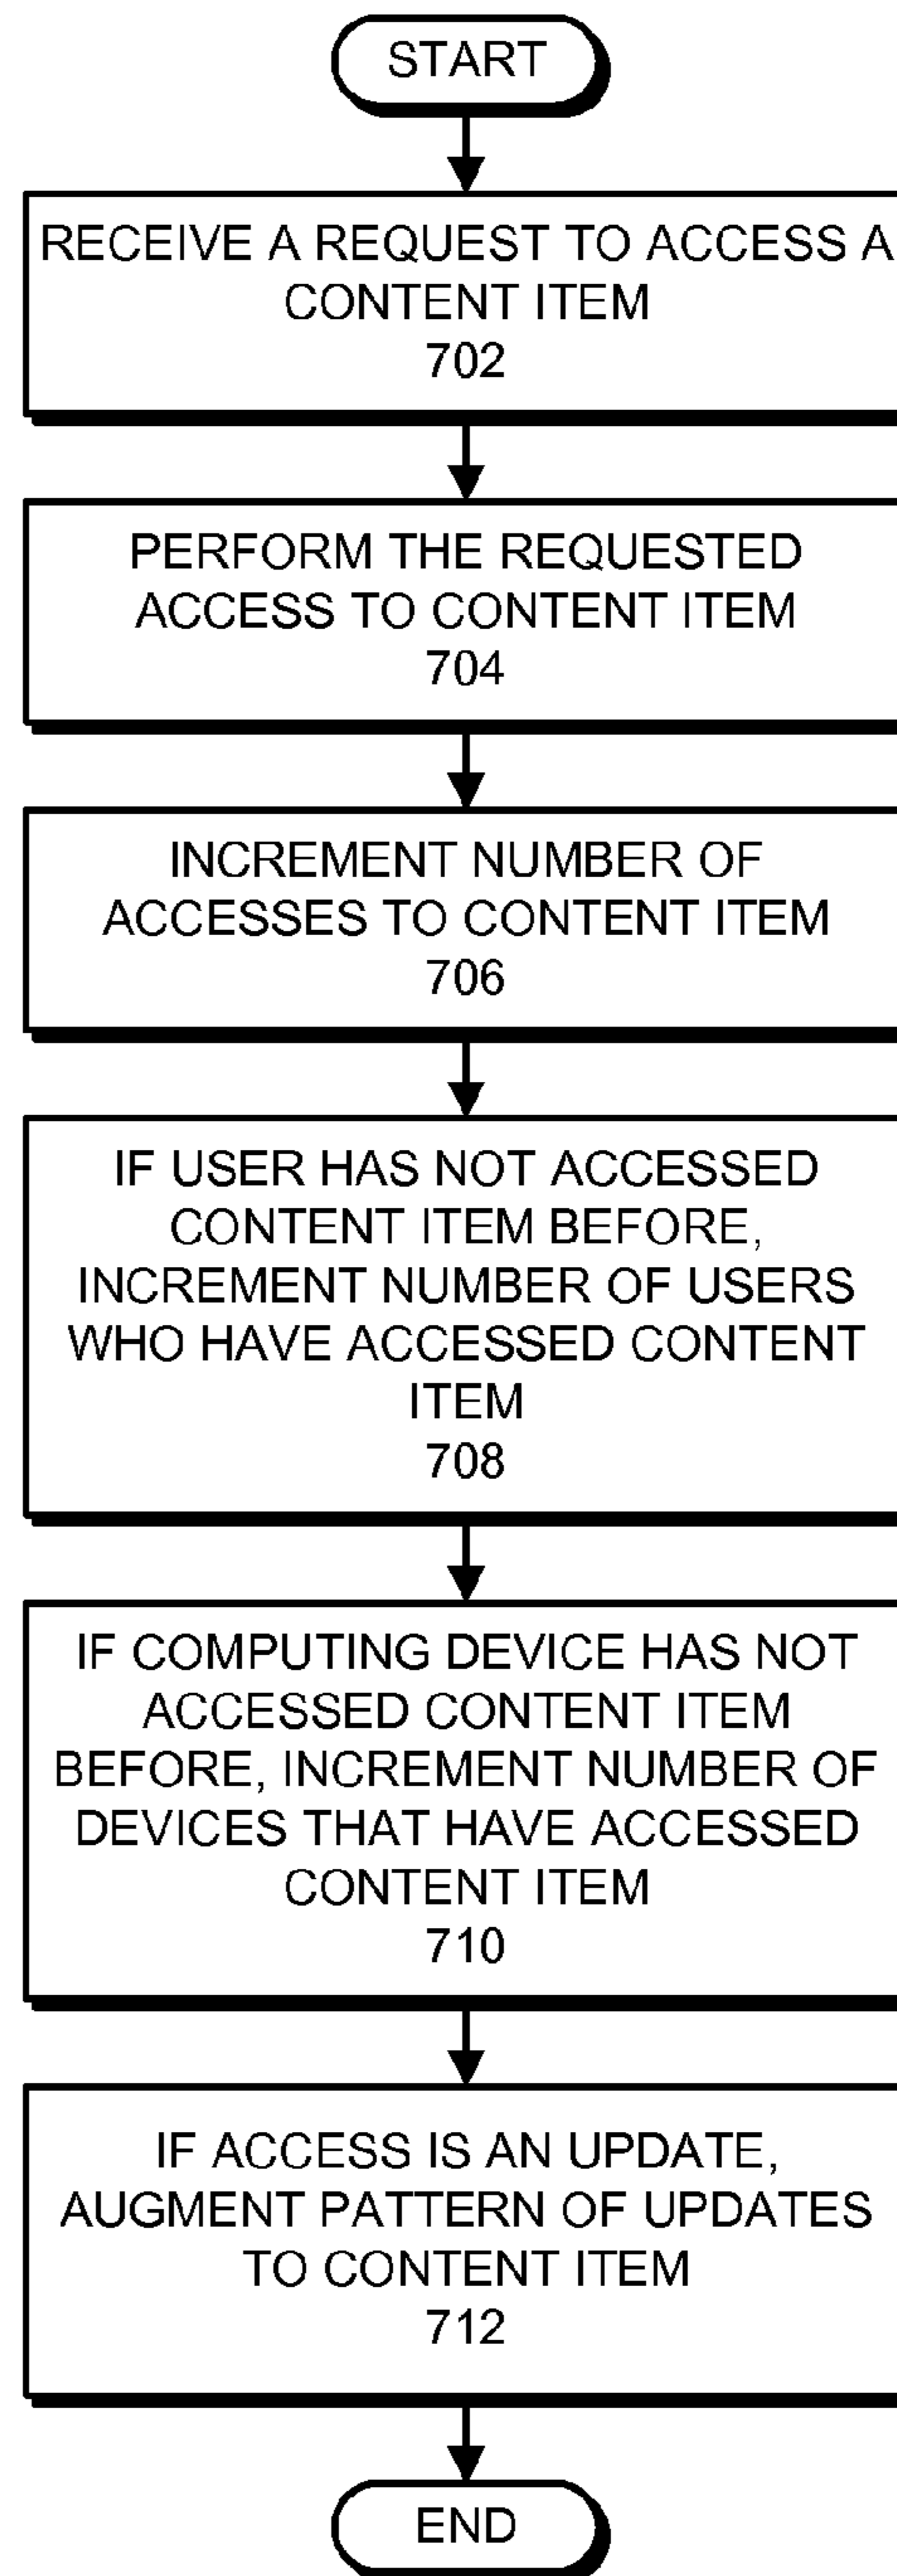 START
RECEIVE A REQUEST TO ACCESS A
CONTENT ITEM
702
PERFORM THE REQUESTED
ACCESS TO CONTENT ITEM
704
INCREMENT NUMBER OF
ACCESSES TO CONTENT ITEM
706
IF USER HAS NOT ACCESSED
CONTENT ITEM BEFORE,
INCREMENT NUMBER OF USERS
WHO HAVE ACCESSED CONTENT
ITEM
708
IF COMPUTING DEVICE HAS NOT
ACCESSED CONTENT ITEM
BEFORE, INCREMENT NUMBER OF
DEVICES THAT HAVE ACCESSED
CONTENT ITEM
710
IF ACCESS IS AN UPDATE,
AUGMENT PATTERN OF UPDATES
TO CONTENT ITEM
712
END